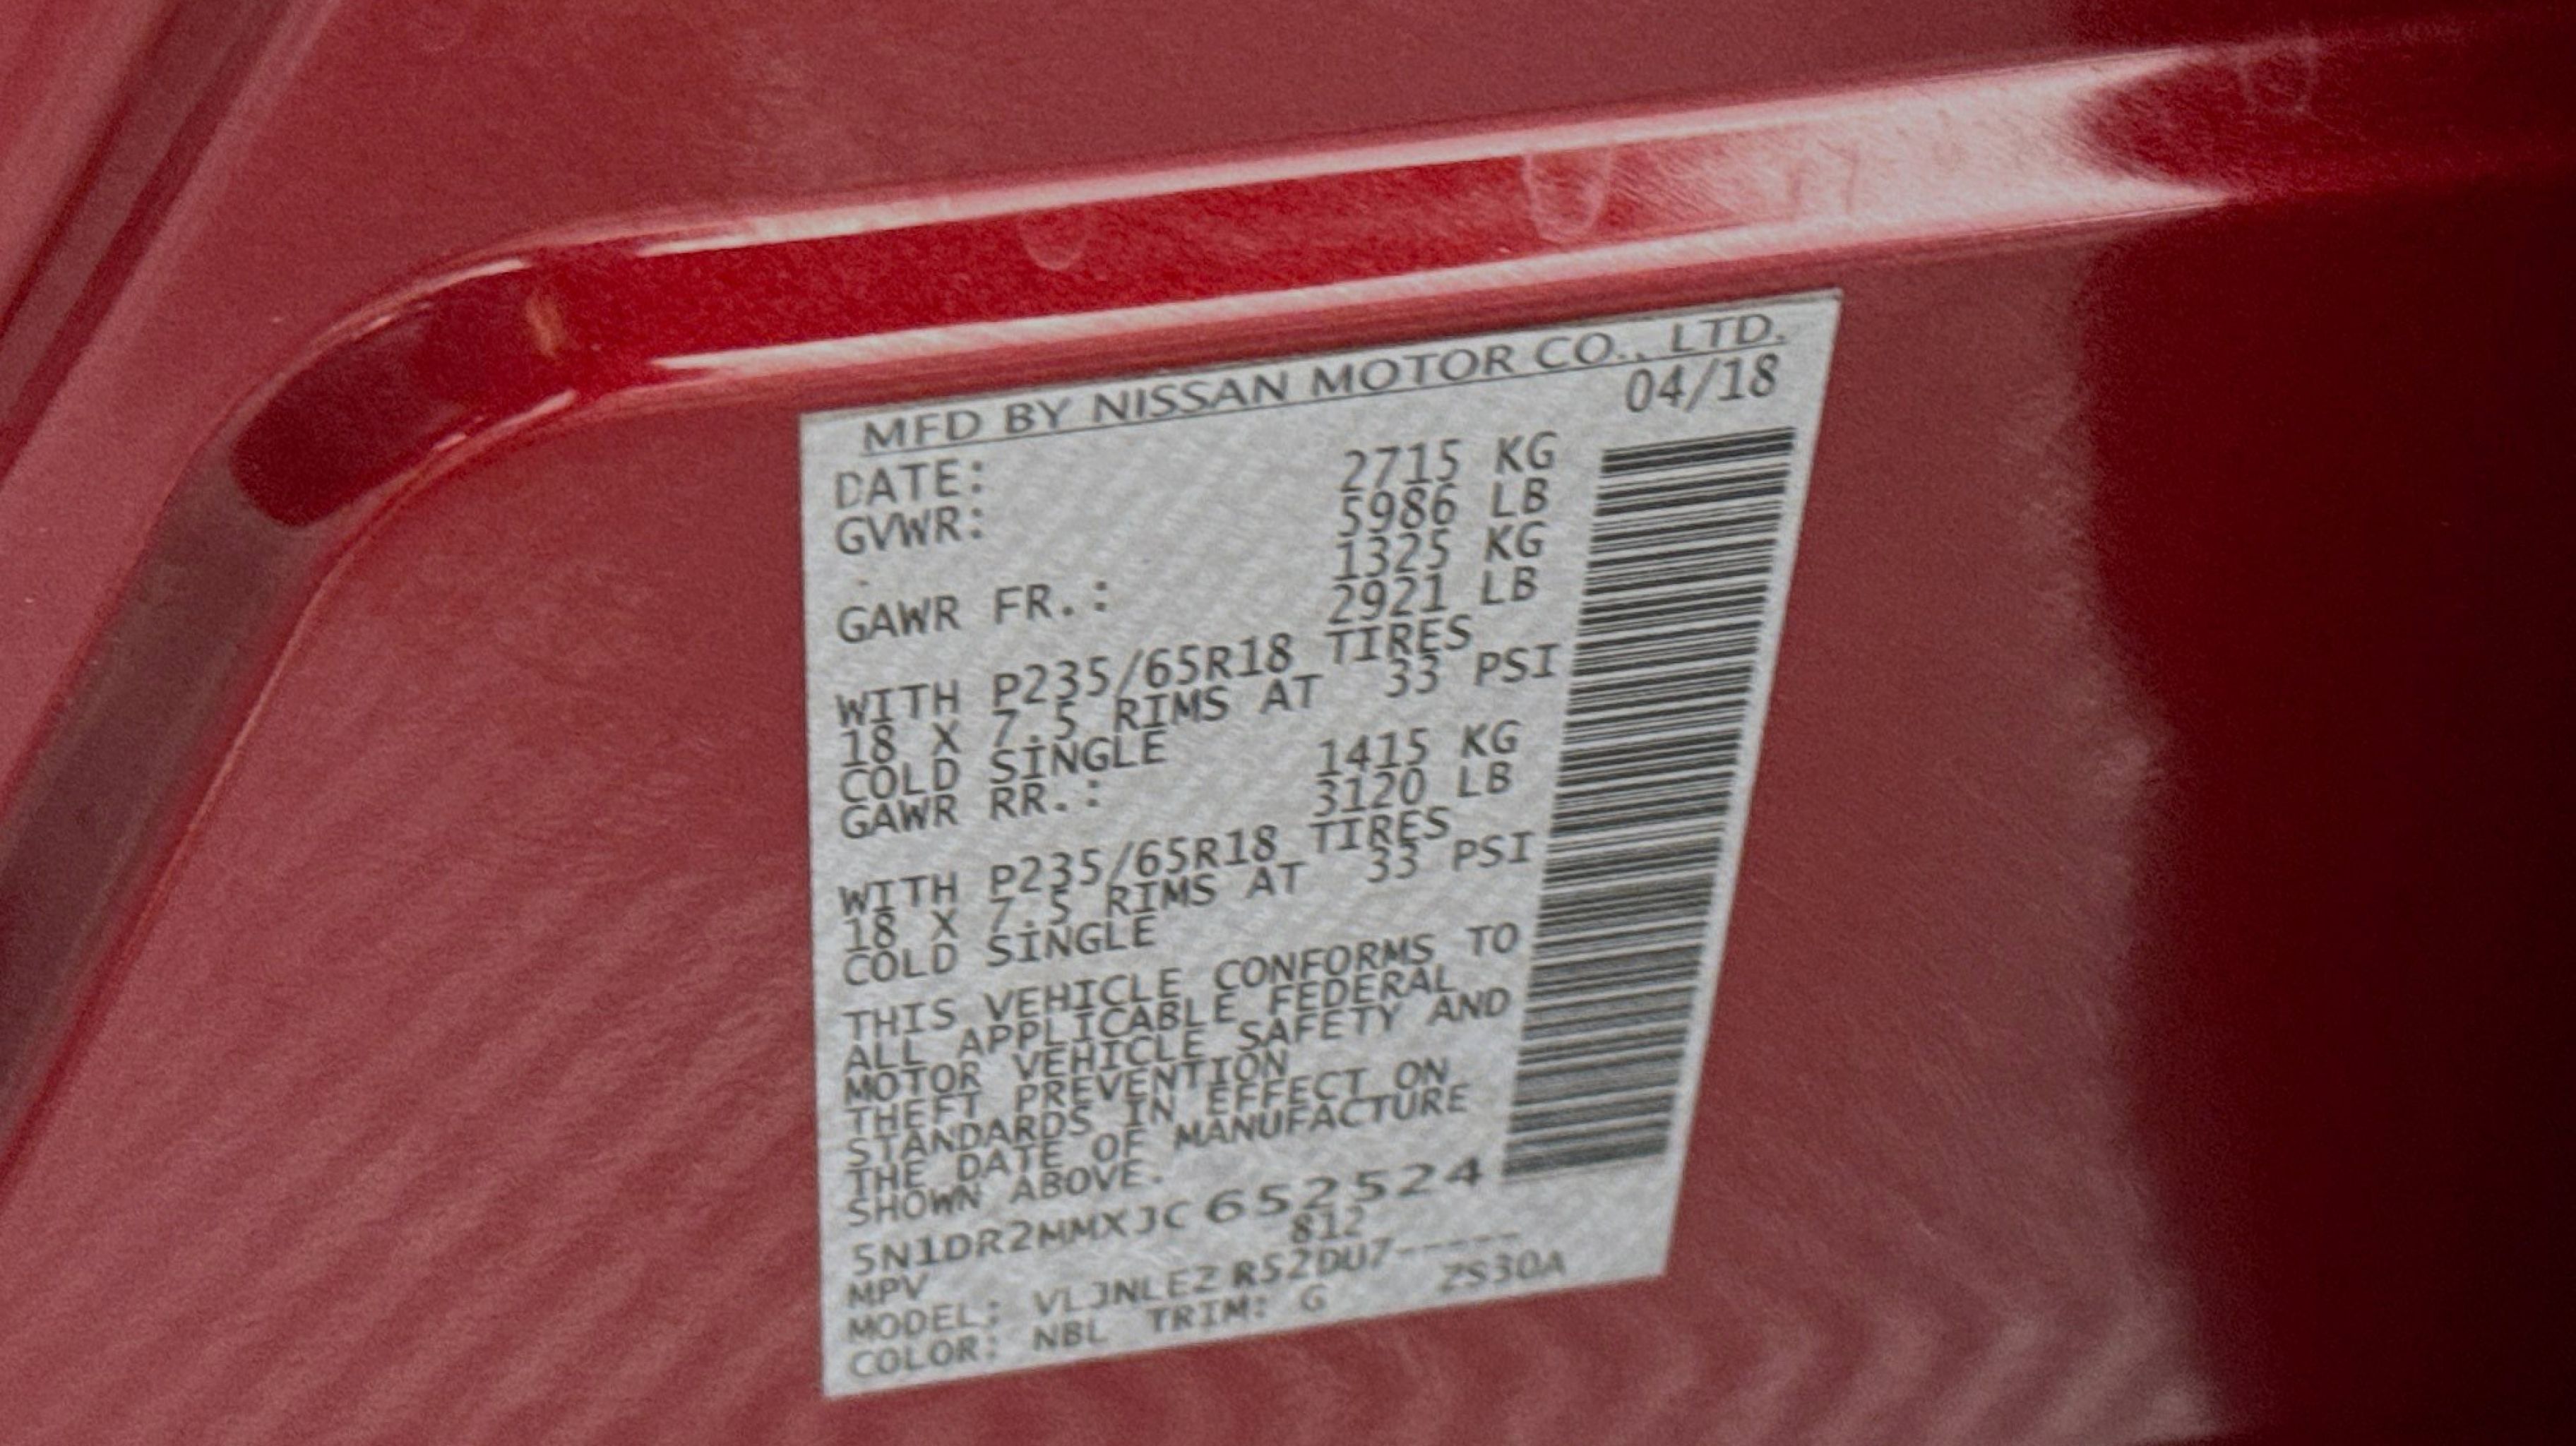 MFD BY NISSAN MOTOR CO., LTD.
DATE: 04/18
GVWR: 2715 KG
5986 LB
GAWR FR.: 1325 KG
2921 LB
WITH P235/65R18 TIRES
18 X 7.5 RIMS AT 33 PSI
COLD SINGLE
GAWR RR.: 1415 KG
3120 LB
WITH P235/65R18 TIRES
18 X 7.5 RIMS AT 33 PSI
COLD SINGLE
THIS VEHICLE CONFORMS TO
ALL APPLICABLE FEDERAL
MOTOR VEHICLE SAFETY AND
THEFT PREVENTION
STANDARDS IN EFFECT ON
THE DATE OF MANUFACTURE
SHOWN ABOVE.
5N1DR2MMXJC652524
MPV 812
MODEL: VLJNLEZ R52DU7-----
COLOR: NBL TRIM: G ZS30A